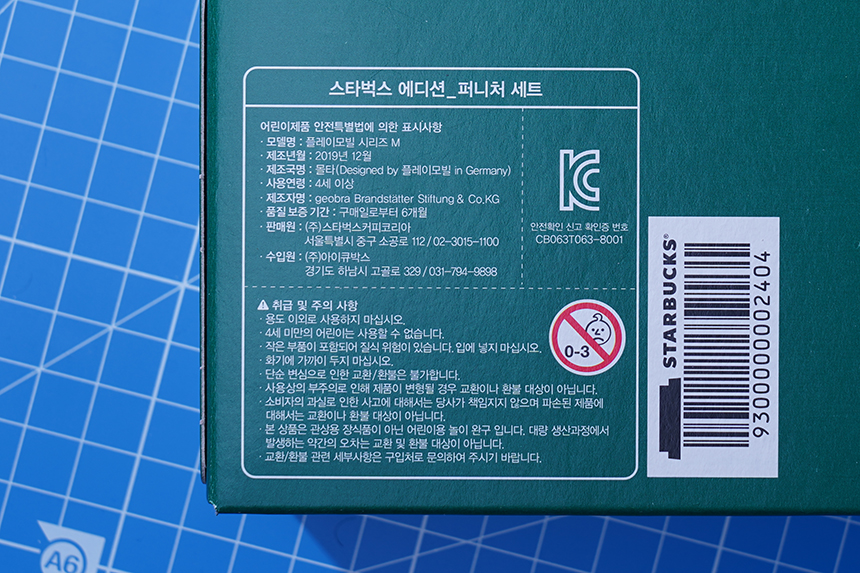 스타벅스 에디션_퍼니처 세트
어린이제품 안전특별법에 의한 표시사항
· 모델명 : 플레이모빌 시리즈 M
· 제조년월 : 2019년 12월
· 제조국명 : 몰타(Designed by 플레이모빌 in Germany)
· 사용연령 : 4세 이상
· 제조자명 : geobra Brandstätter Stiftung & Co.KG
· 품질 보증 기간 : 구매일로부터 6개월
· 판매원 : (주)스타벅스커피코리아
서울특별시 중구 소공로 112 / 02-3015-1100
· 수입원 : (주)아이큐박스
경기도 하남시 고골로 329 / 031-794-9898
KC
안전확인 신고 확인증 번호
CB063T063-8001
취급 및 주의 사항
· 용도 이외로 사용하지 마십시오.
· 4세 미만의 어린이는 사용할 수 없습니다.
· 작은 부품이 포함되어 질식 위험이 있습니다. 입에 넣지 마십시오.
· 화기에 가까이 두지 마십시오.
· 단순 변심으로 인한 교환/환불은 불가합니다.
· 사용상의 부주의로 인해 제품이 변형될 경우 교환이나 환불 대상이 아닙니다.
· 소비자의 과실로 인한 사고에 대해서는 당사가 책임지지 않으며 파손된 제품에
대해서는 교환이나 환불 대상이 아닙니다.
· 본 상품은 관상용 장식품이 아닌 어린이용 놀이 완구 입니다. 대량 생산과정에서
발생하는 약간의 오차는 교환 및 환불 대상이 아닙니다.
· 교환/환불 관련 세부사항은 구입처로 문의하여 주시기 바랍니다.
0-3
STARBUCKS®
9300000002404
A6